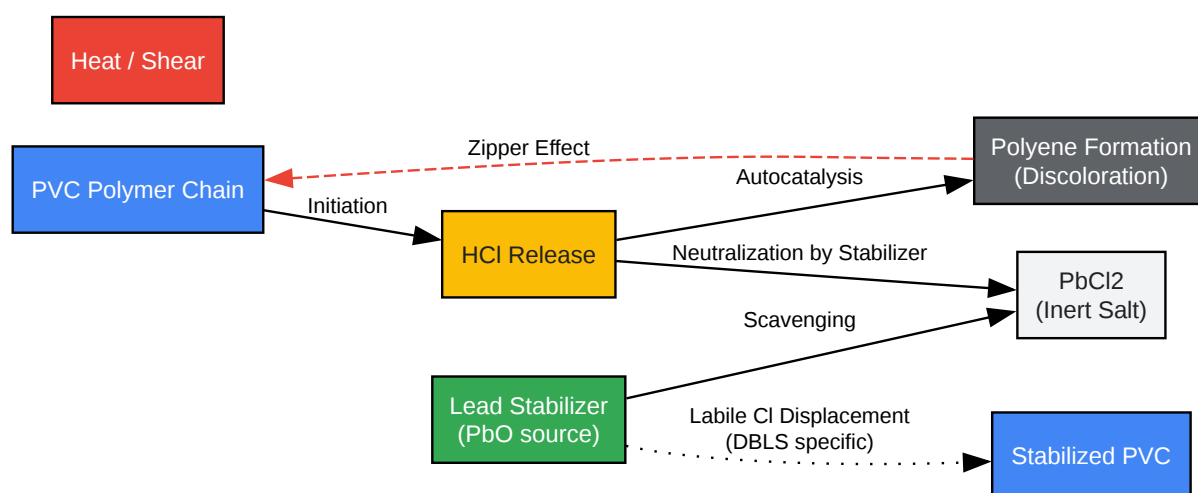 Heat / Shear
PVC Polymer Chain
Zipper Effect
Polyene Formation
(Discoloration)
Initiation
Autocatalysis
HCl Release
Neutralization by Stabilizer
PbCl2
(Inert Salt)
Scavenging
Lead Stabilizer
(PbO source)
Labile Cl Displacement
(DBLS specific)
Stabilized PVC